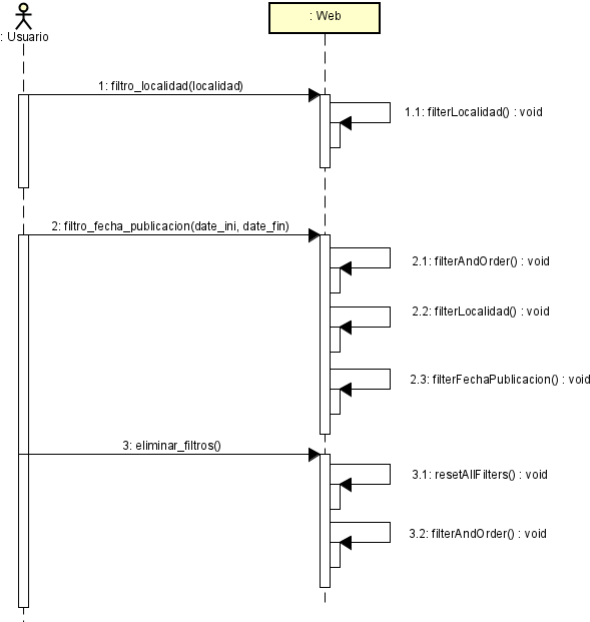 : Usuario
: Web
1: filtro_localidad(localidad)
1.1: filterLocalidad() : void
2: filtro_fecha_publicacion(date_ini, date_fin)
2.1: filterAndOrder() : void
2.2: filterLocalidad() : void
2.3: filterFechaPublicacion() : void
3: eliminar_filtros()
3.1: resetAllFilters() : void
3.2: filterAndOrder() : void